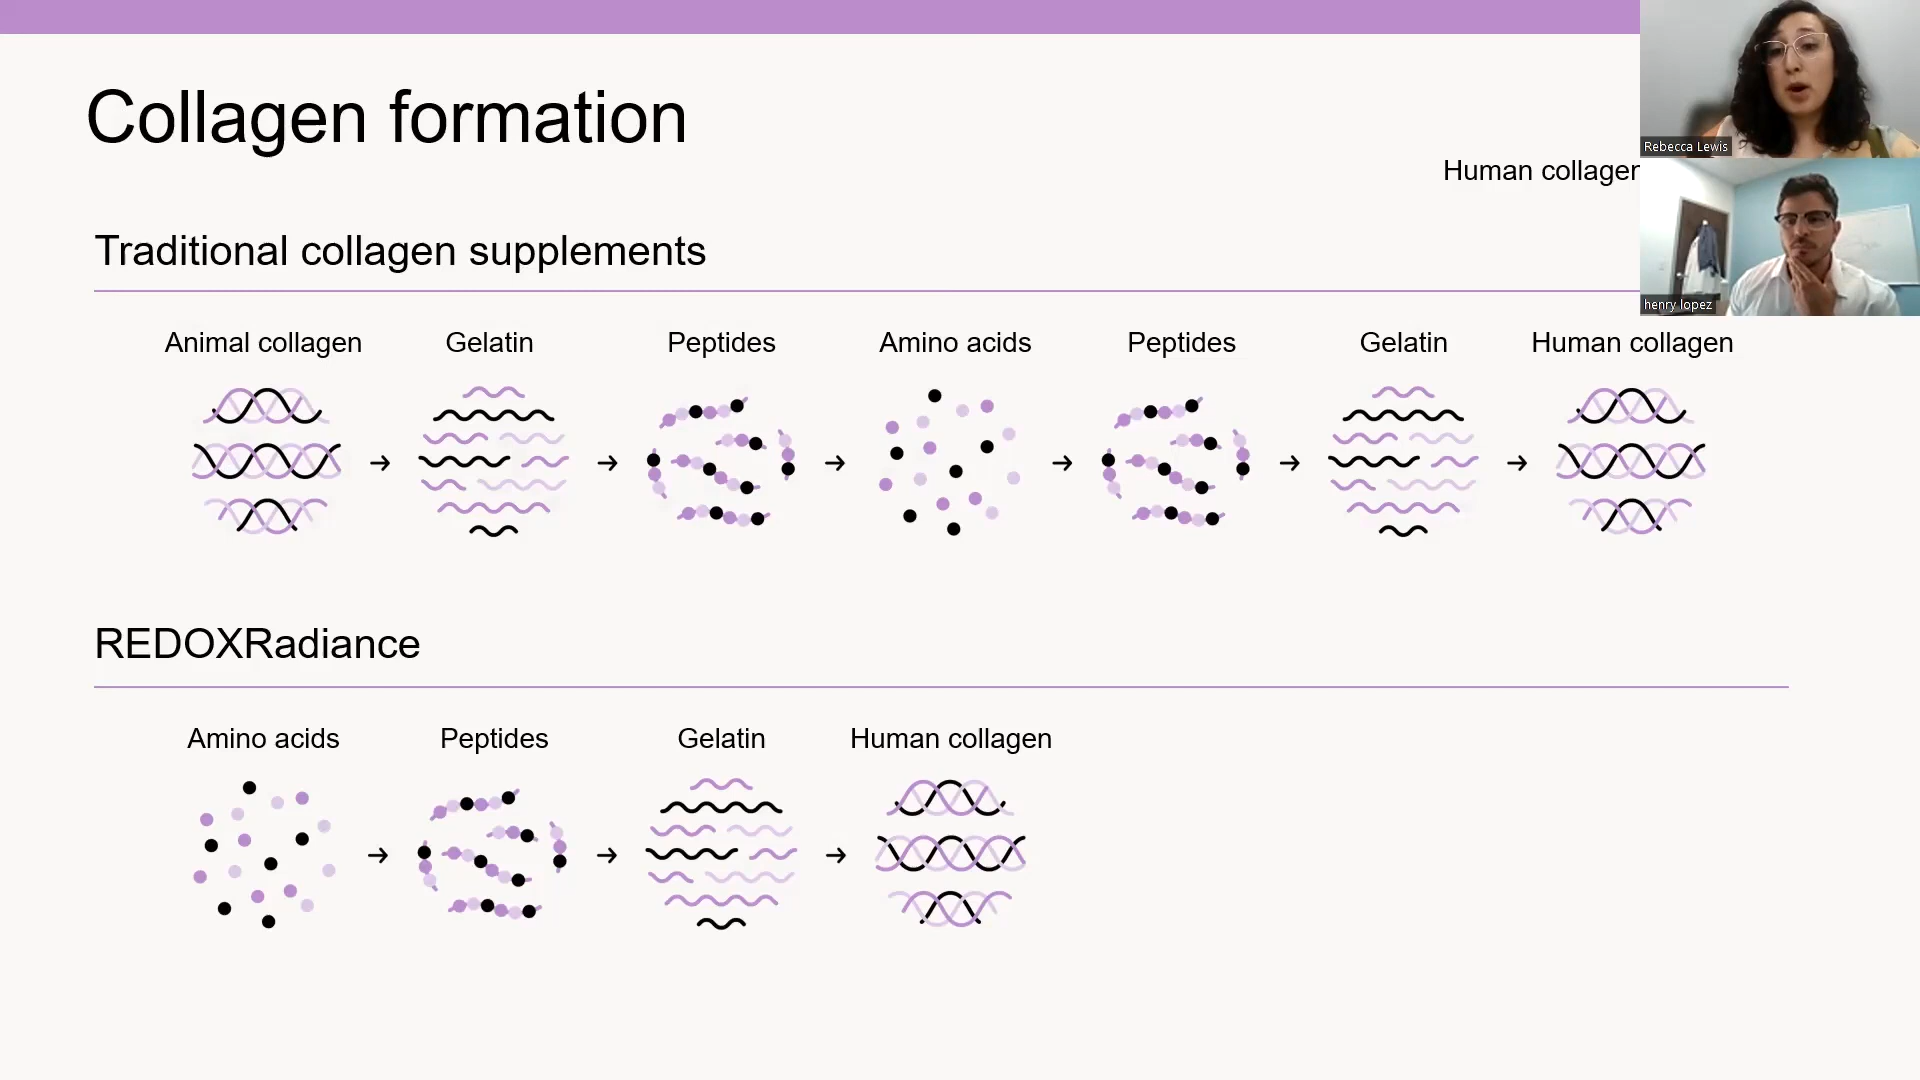 Collagen formation
Rebecca Lewis
Human collagen
Traditional collagen supplements
henry lopez
Animal collagen Gelatin Peptides Amino acids Peptides Gelatin Human collagen
REDOXRadiance
Amino acids Peptides Gelatin Human collagen